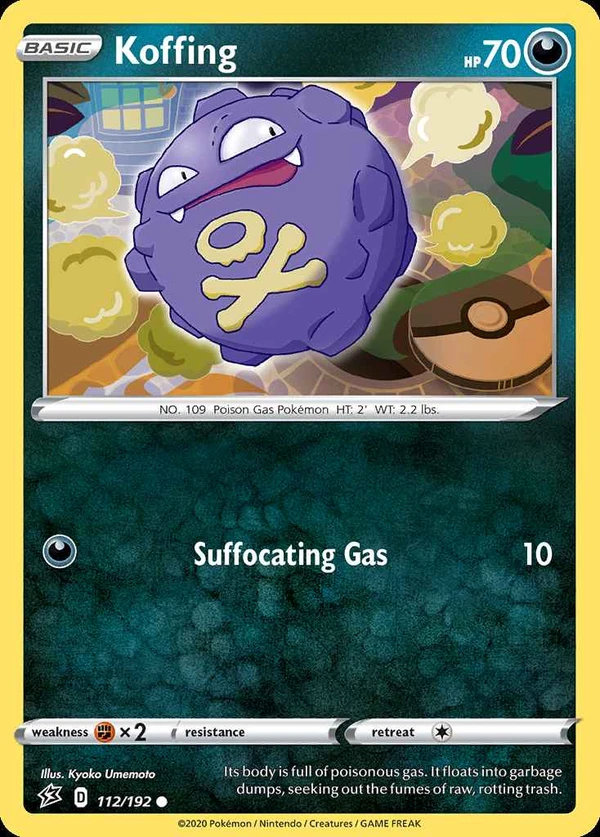 BASIC Koffing HP 70
NO. 109 Poison Gas Pokémon HT: 2' WT: 2.2 lbs.
Suffocating Gas 10
weakness ×2 resistance retreat
Illus. Kyoko Umemoto
Its body is full of poisonous gas. It floats into garbage
dumps, seeking out the fumes of raw, rotting trash.
D 112/192
©2020 Pokémon / Nintendo / Creatures / GAME FREAK